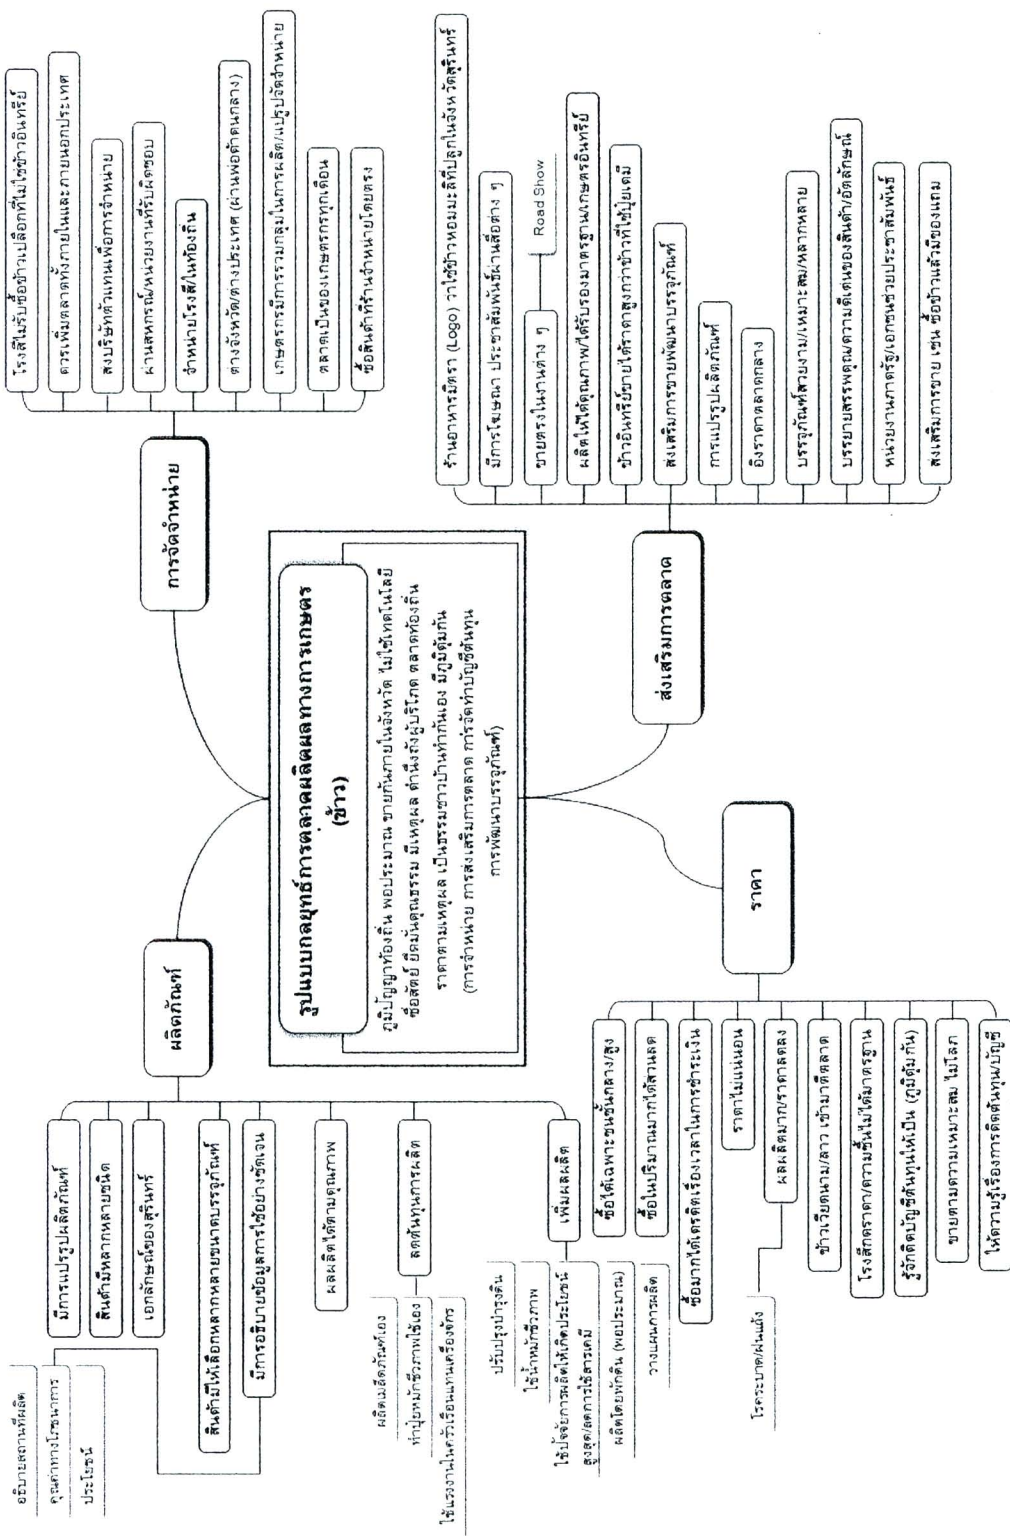 รูปแบบกลยุทธ์การตลาดผลิตผลทางการเกษตร
(ข้าว)
ภูมิปัญญาท้องถิ่น พอประมาณ ขายกันภายในจังหวัด ไม่ใช้เทคโนโลยี
ซื่อสัตย์ ยึดมั่นคุณธรรม มีเหตุผล คำนึงถึงผู้บริโภค ตลาดท้องถิ่น
ราคาตามเหตุผล เป็นธรรมชาวบ้านทำกันเอง มีภูมิคุ้มกัน
(การจำหน่าย การส่งเสริมการตลาด การจัดทำบัญชีต้นทุน
การพัฒนาบรรจุภัณฑ์)
ผลิตภัณฑ์
มีการแปรรูปผลิตภัณฑ์
สินค้ามีหลากหลายชนิด
เอกลักษณ์ของสุรินทร์
สินค้ามีให้เลือกหลากหลายขนาดบรรจุภัณฑ์
มีการอธิบายข้อมูลการใช้อย่างชัดเจน
อธิบายสถานที่ผลิต
คุณค่าทางโภชนาการ
ประโยชน์
ผลผลิตได้ตามคุณภาพ
ลดต้นทุนการผลิต
ผลิตเมล็ดภัณฑ์เอง
ทำปุ๋ยหมักชีวภาพใช้เอง
ใช้แรงงานในครัวเรือนแทนเครื่องจักร
เพิ่มผลผลิต
ปรับปรุงบำรุงดิน
ใช้น้ำหมักชีวภาพ
ใช้ปัจจัยการผลิตให้เกิดประโยชน์
สูงสุด/ลดการใช้สารเคมี
ผลิตโดยพักดิน (พอประมาณ)
วางแผนการผลิต
การจัดจำหน่าย
โรงสีไม่รับซื้อข้าวเปลือกที่ไม่ใช่ข้าวอินทรีย์
ควรเพิ่มตลาดทั้งภายในและภายนอกประเทศ
ส่งบริษัทตัวแทนเพื่อการจำหน่าย
ผ่านสหกรณ์/หน่วยงานที่รับผิดชอบ
จำหน่ายโรงสี/ในท้องถิ่น
ต่างจังหวัด/ต่างประเทศ (ผ่านพ่อค้าคนกลาง)
เกษตรกรมีการรวมกลุ่มในการผลิต/แปรรูปจัดจำหน่าย
ตลาดเป็นของเกษตรกรทุกเดือน
ซื้อสินค้าที่ร้านจำหน่ายโดยตรง
ส่งเสริมการตลาด
ร้านอาหารมีตรา (Logo) ว่าใช้ข้าวหอมมะลิที่ปลูกในจังหวัดสุรินทร์
มีการโฆษณา ประชาสัมพันธ์ผ่านสื่อต่าง ๆ
ขายตรงในงานต่าง ๆ
Road Show
ผลิตให้ได้คุณภาพ/ได้รับรองมาตรฐาน/เกษตรอินทรีย์
ข้าวอินทรีย์ขายได้ราคาสูงกว่าข้าวที่ใช้ปุ๋ยเคมี
ส่งเสริมการขายพัฒนาบรรจุภัณฑ์
การแปรรูปผลิตภัณฑ์
อิงราคาตลาดกลาง
บรรจุภัณฑ์สวยงาม/เหมาะสม/หลากหลาย
บรรยายสรรพคุณ/ความดีเด่นของสินค้า/อัตลักษณ์
หน่วยงานภาครัฐ/เอกชนช่วยประชาสัมพันธ์
ส่งเสริมการขาย เช่น ซื้อข้าวแล้วมีของแถม
ราคา
ซื้อได้เฉพาะชนชั้นกลาง/สูง
ซื้อในปริมาณมากได้ส่วนลด
ซื้อมากได้เครดิตเรื่องเวลาในการชำระเงิน
ราคาไม่แน่นอน
ผลผลิตมาก/ราคาลดลง
โรคระบาด/ฝนแล้ง
ข้าวเวียดนาม/ลาว เข้ามาตีตลาด
โรงสีกดราคา/ความชื้นไม่ได้มาตรฐาน
รู้จักคิดบัญชีต้นทุนให้เป็น (ภูมิคุ้มกัน)
ขายตามความเหมาะสม ไม่โลภ
ให้ความรู้เรื่องการคิดต้นทุน/บัญชี